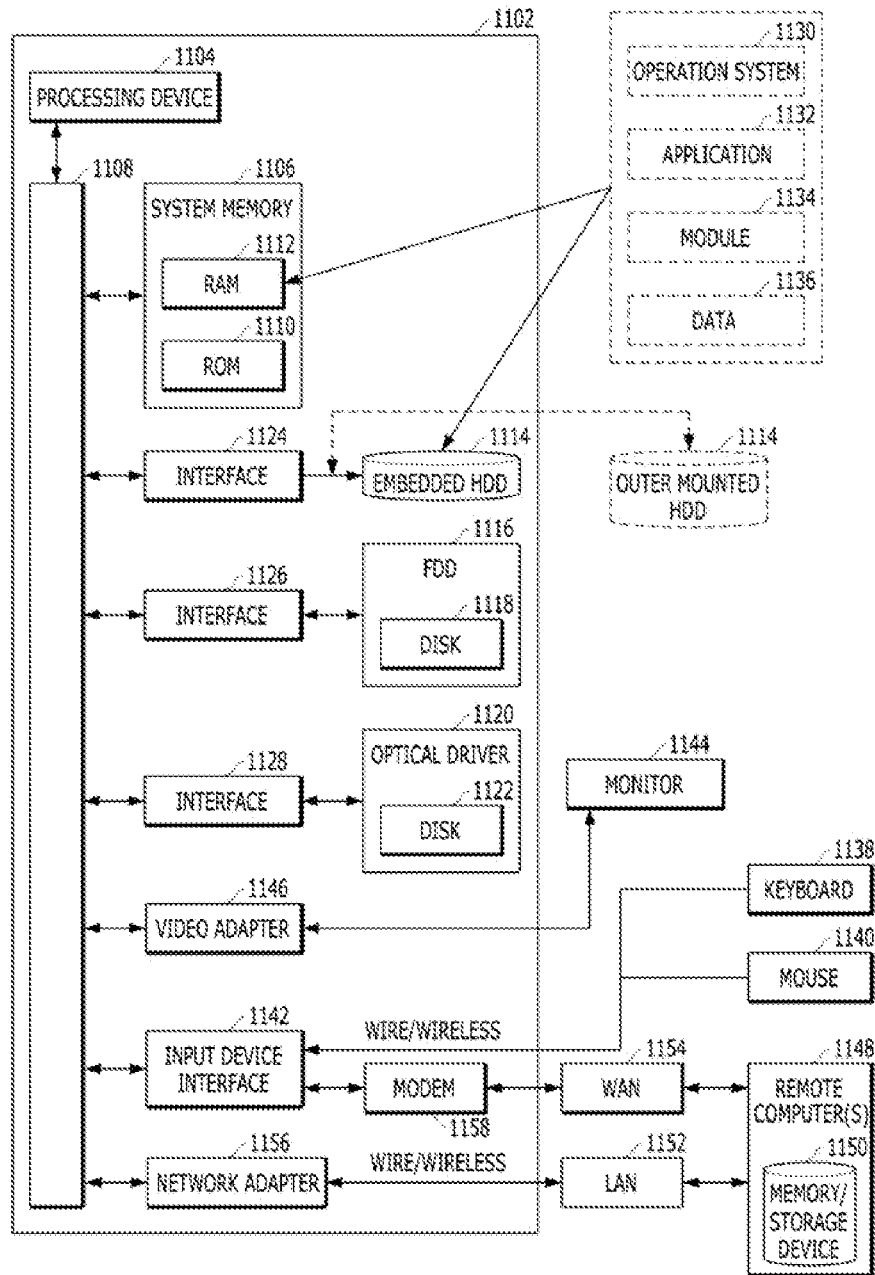 1102
1104
PROCESSING DEVICE
1108
1106
SYSTEM MEMORY
1112
RAM
1110
ROM
1130
OPERATION SYSTEM
1132
APPLICATION
1134
MODULE
1136
DATA
1124
INTERFACE
1114
EMBEDDED HDD
1114
OUTER MOUNTED
HDD
1116
FDD
1126
INTERFACE
1118
DISK
1120
OPTICAL DRIVER
1128
INTERFACE
1122
DISK
1144
MONITOR
1146
VIDEO ADAPTER
1138
KEYBOARD
1140
MOUSE
1142
INPUT DEVICE
INTERFACE
WIRE/WIRELESS
MODEM
1158
1154
WAN
1148
REMOTE
COMPUTER(S)
1150
MEMORY/
STORAGE
DEVICE
1156
NETWORK ADAPTER
WIRE/WIRELESS
1152
LAN